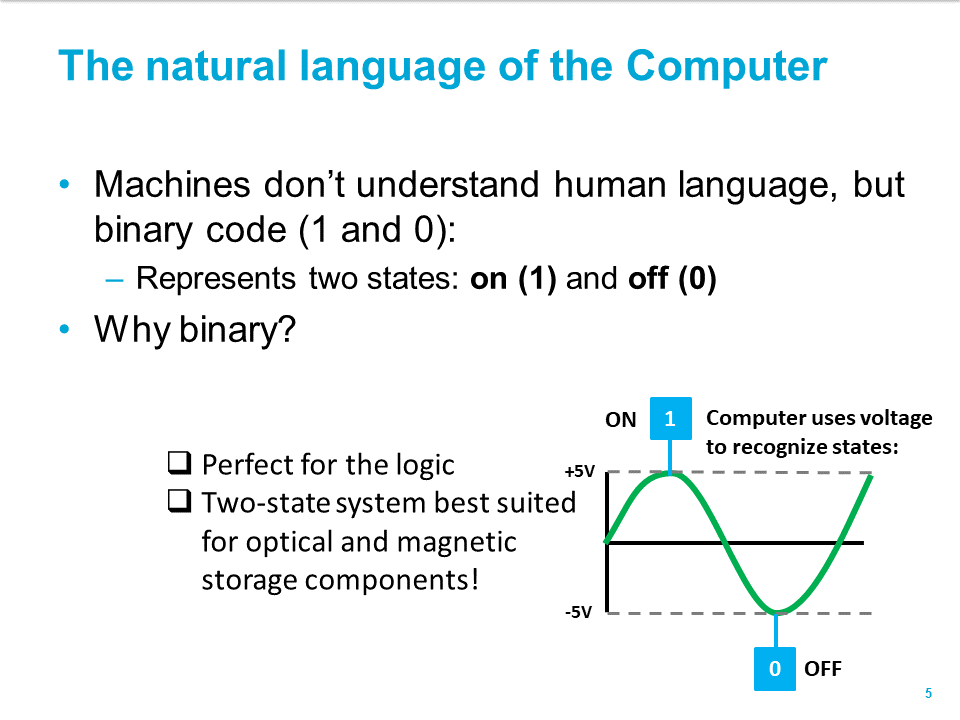 The natural language of the Computer
• Machines don’t understand human language, but
binary code (1 and 0):
– Represents two states: on (1) and off (0)
• Why binary?
❑ Perfect for the logic
❑ Two-state system best suited
for optical and magnetic
storage components!
ON 1
Computer uses voltage
to recognize states:
+5V
-5V
0 OFF
5